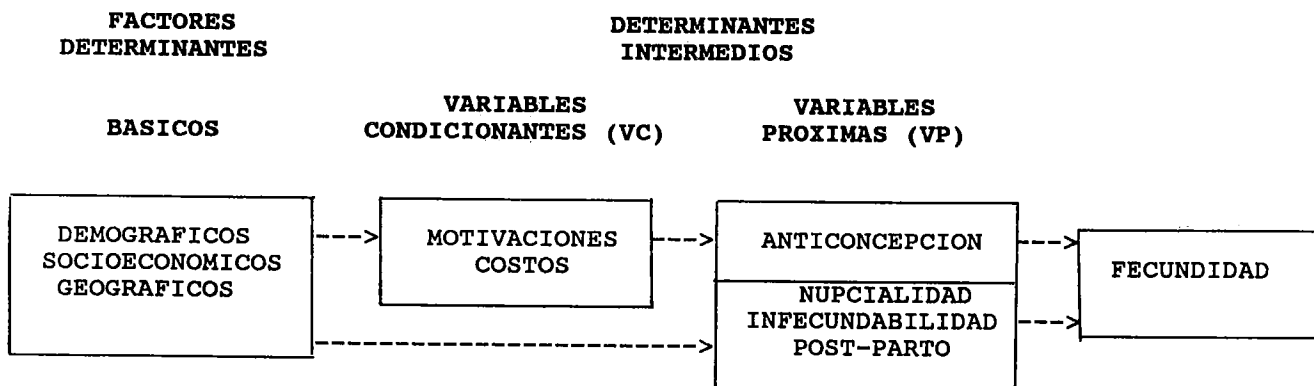 FACTORES
DETERMINANTES
DETERMINANTES
INTERMEDIOS
BASICOS
VARIABLES
CONDICIONANTES (VC)
VARIABLES
PROXIMAS (VP)
DEMOGRAFICOS
SOCIOECONOMICOS
GEOGRAFICOS
MOTIVACIONES
COSTOS
ANTICONCEPCION
NUPCIALIDAD
INFECUNDABILIDAD
POST-PARTO
FECUNDIDAD